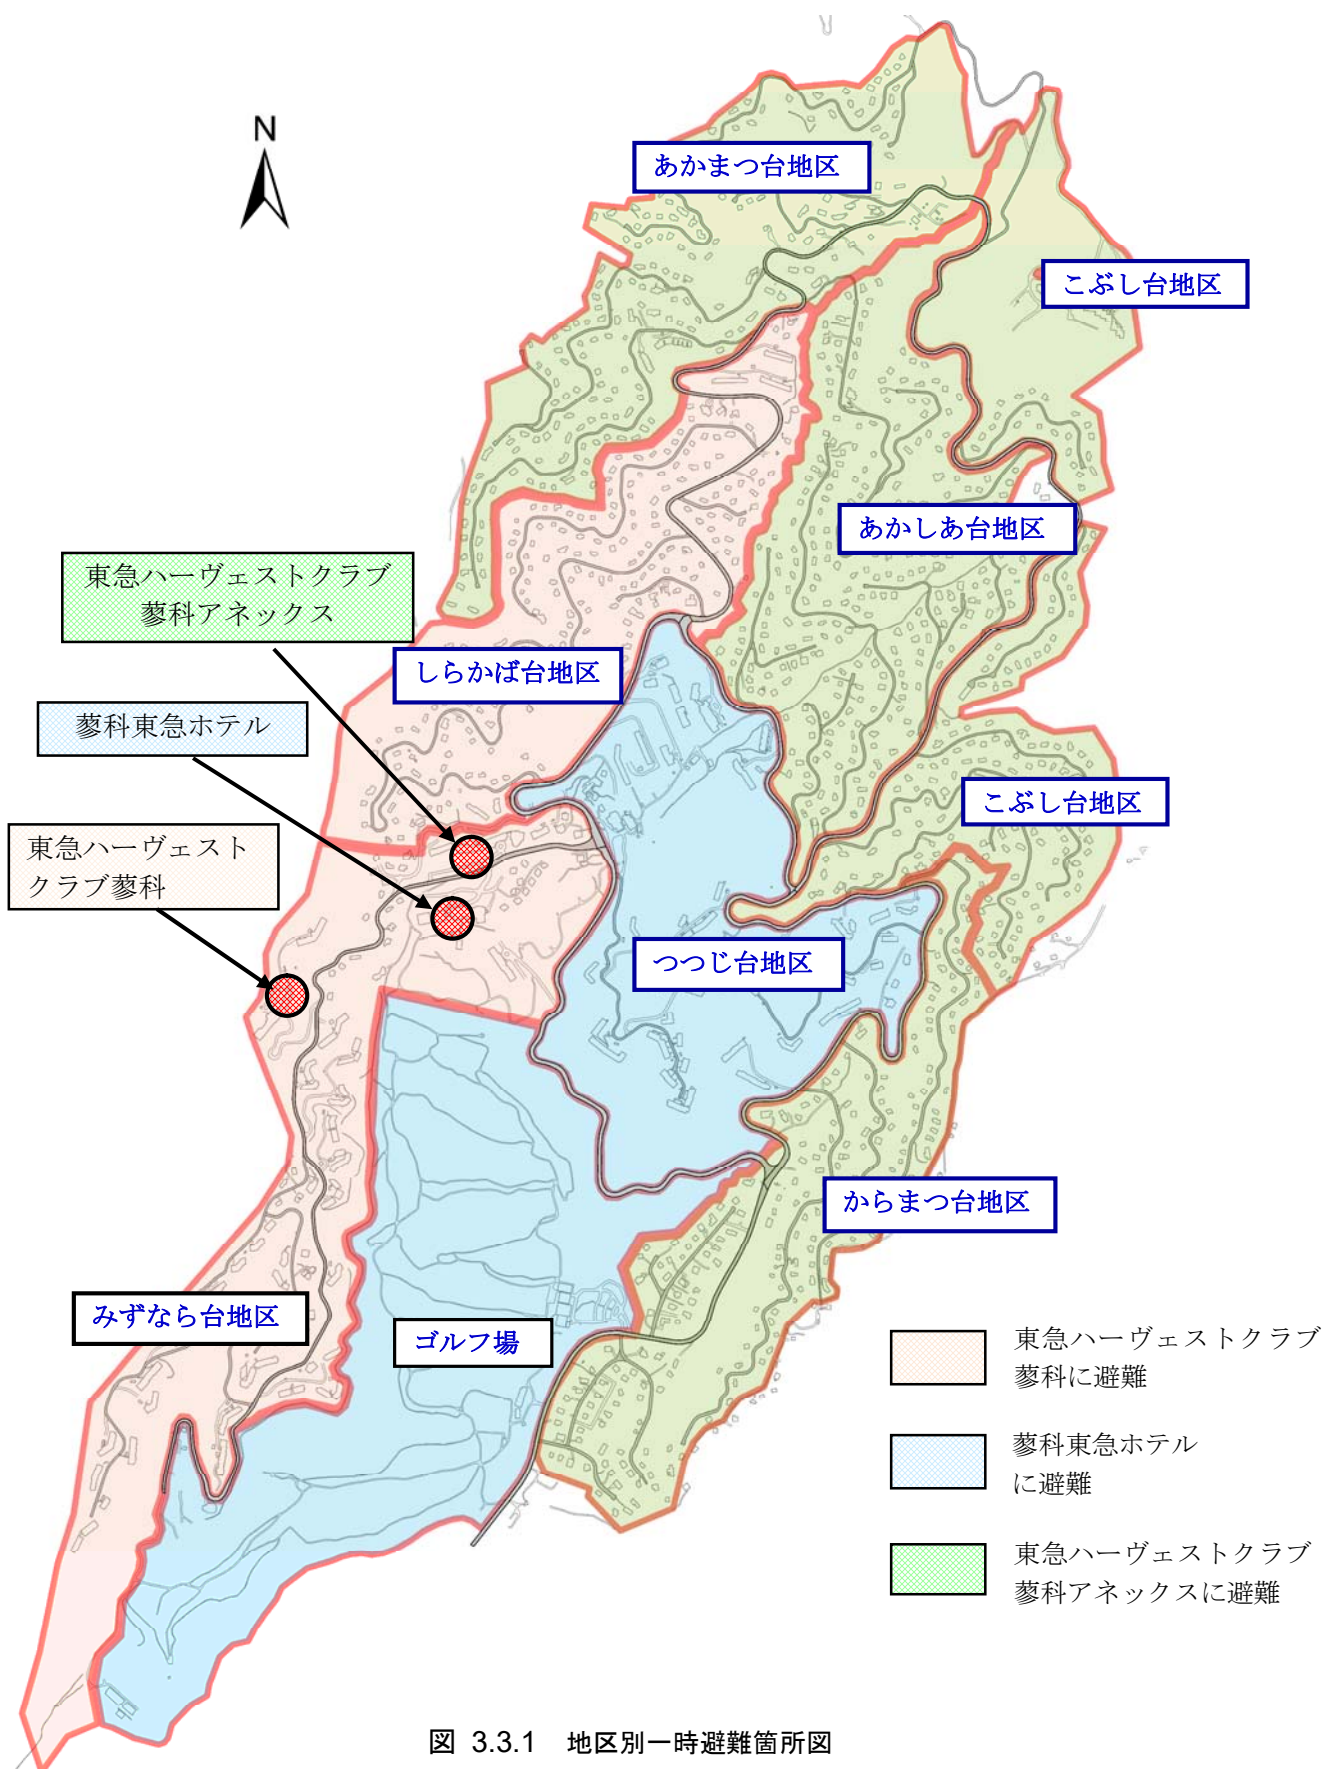 N
あかまつ台地区
こぶし台地区
あかしあ台地区
東急ハーヴェストクラブ
蓼科アネックス
しらかば台地区
蓼科東急ホテル
こぶし台地区
東急ハーヴェスト
クラブ蓼科
つつじ台地区
からまつ台地区
みずなら台地区
ゴルフ場
東急ハーヴェストクラブ
蓼科に避難
蓼科東急ホテル
に避難
東急ハーヴェストクラブ
蓼科アネックスに避難
図 3.3.1 地区別一時避難箇所図